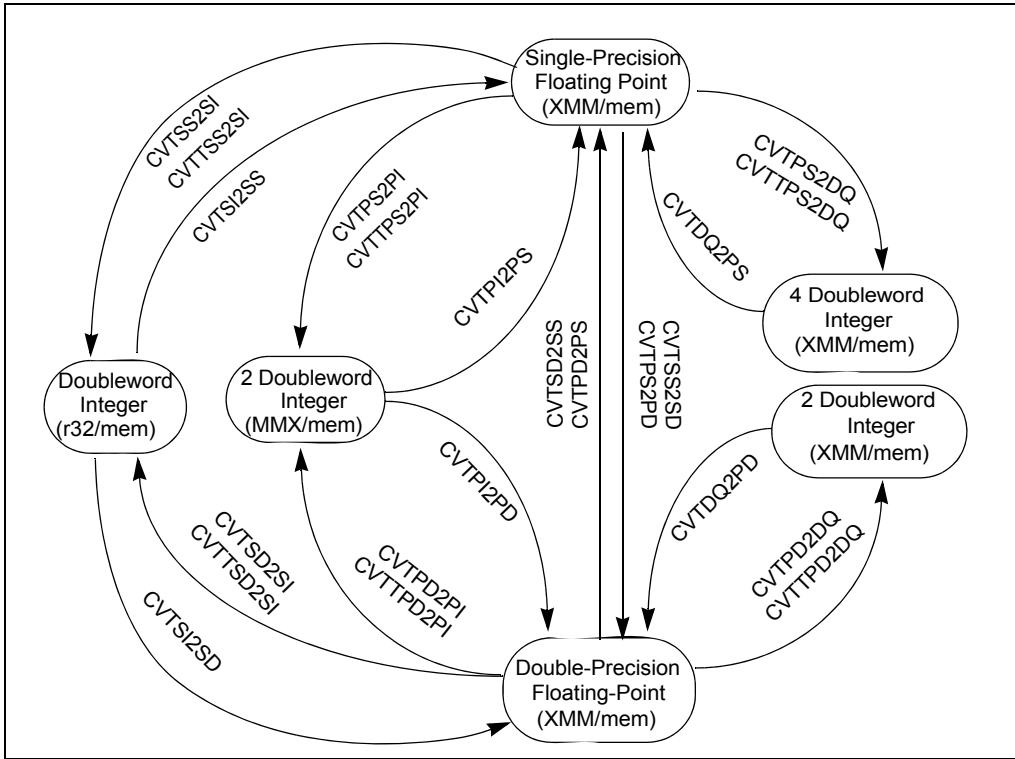 Single-Precision
Floating Point
(XMM/mem)
CVTSS2SI
CVTTSS2SI
CVTSI2SS
CVTPS2PI
CVTTPS2PI
CVTPI2PS
CVTPS2DQ
CVTTPS2DQ
CVTDQ2PS
4 Doubleword
Integer
(XMM/mem)
CVTSD2SS
CVTPD2PS
CVTSS2SD
CVTPS2PD
Doubleword
Integer
(r32/mem)
2 Doubleword
Integer
(MMX/mem)
2 Doubleword
Integer
(XMM/mem)
CVTPI2PD
CVTDQ2PD
CVTSD2SI
CVTTSD2SI
CVTPD2PI
CVTTPD2PI
CVTPD2DQ
CVTTPD2DQ
CVTSI2SD
Double-Precision
Floating-Point
(XMM/mem)